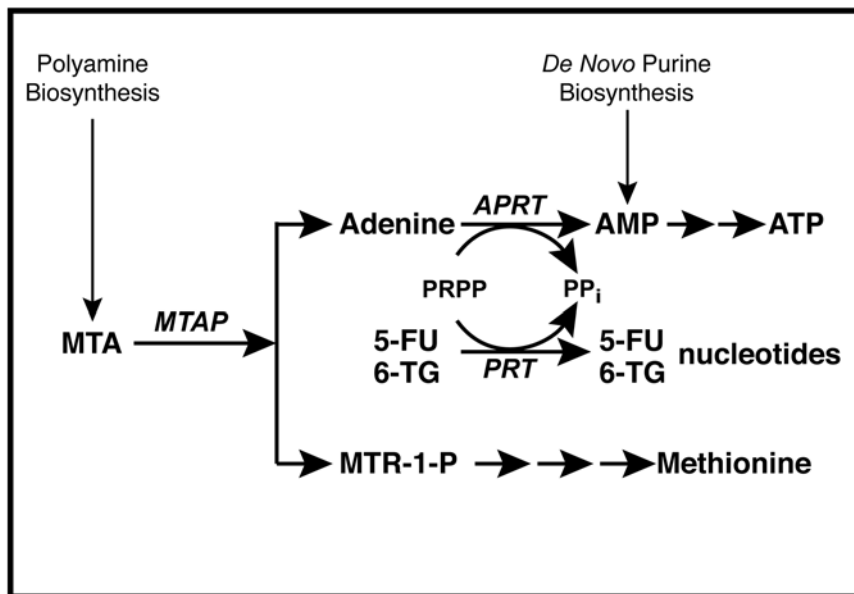 Polyamine
Biosynthesis
De Novo Purine
Biosynthesis
Adenine APRT AMP ATP
PRPP PPi
MTA MTAP
5-FU
6-TG
PRT
5-FU
6-TG
nucleotides
MTR-1-P Methionine